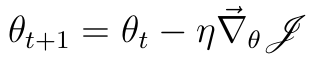 θ_{t+1} = θ_t − η∇⃗_θ 𝒥